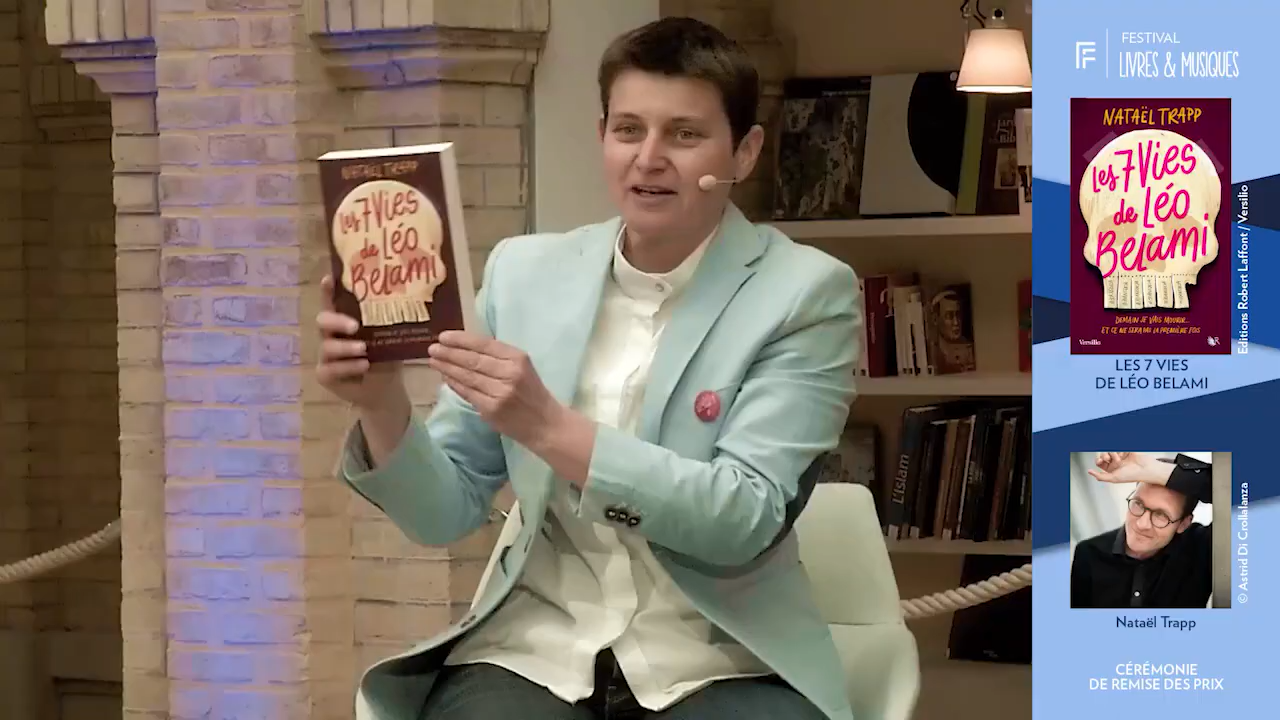 NATAËL TRAPP
Les 7 Vies
de Léo
Belami
L'Islam
FESTIVAL
LIVRES & MUSIQUES
NATAËL TRAPP
Les 7 Vies
de Léo
Belami
DEMAIN JE VAIS MOURIR...
ET CE NE SERA PAS LA PREMIÈRE FOIS
Versilio
R
Editions Robert Laffont / Versilio
LES 7 VIES
DE LÉO BELAMI
© Astrid Di Crollalanza
Nataël Trapp
CÉRÉMONIE
DE REMISE DES PRIX